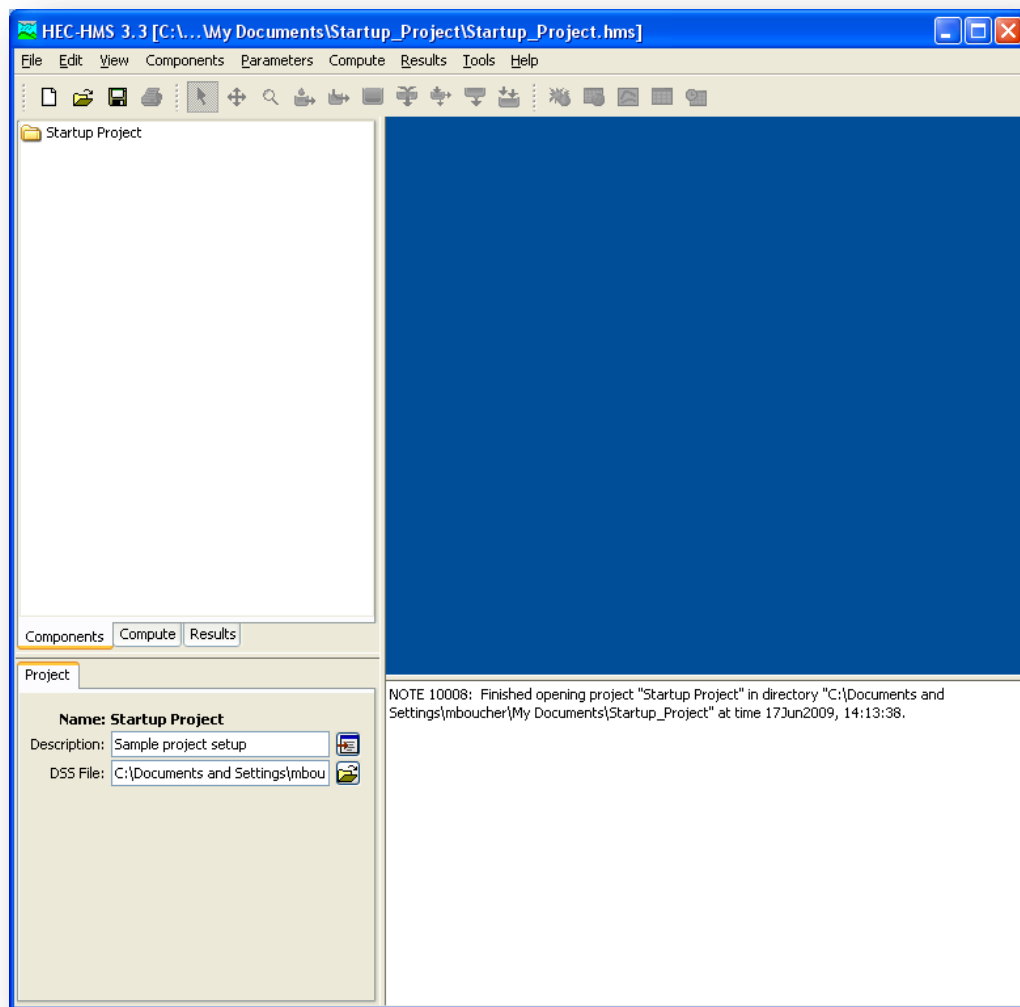 HEC-HMS 3.3 [C:\...\My Documents\Startup_Project\Startup_Project.hms]
File Edit View Components Parameters Compute Results Tools Help
Startup Project
Components Compute Results
Project
Name: Startup Project
Description: Sample project setup
DSS File: C:\Documents and Settings\mbou
NOTE 10008: Finished opening project "Startup Project" in directory "C:\Documents and
Settings\mboucher\My Documents\Startup_Project" at time 17Jun2009, 14:13:38.